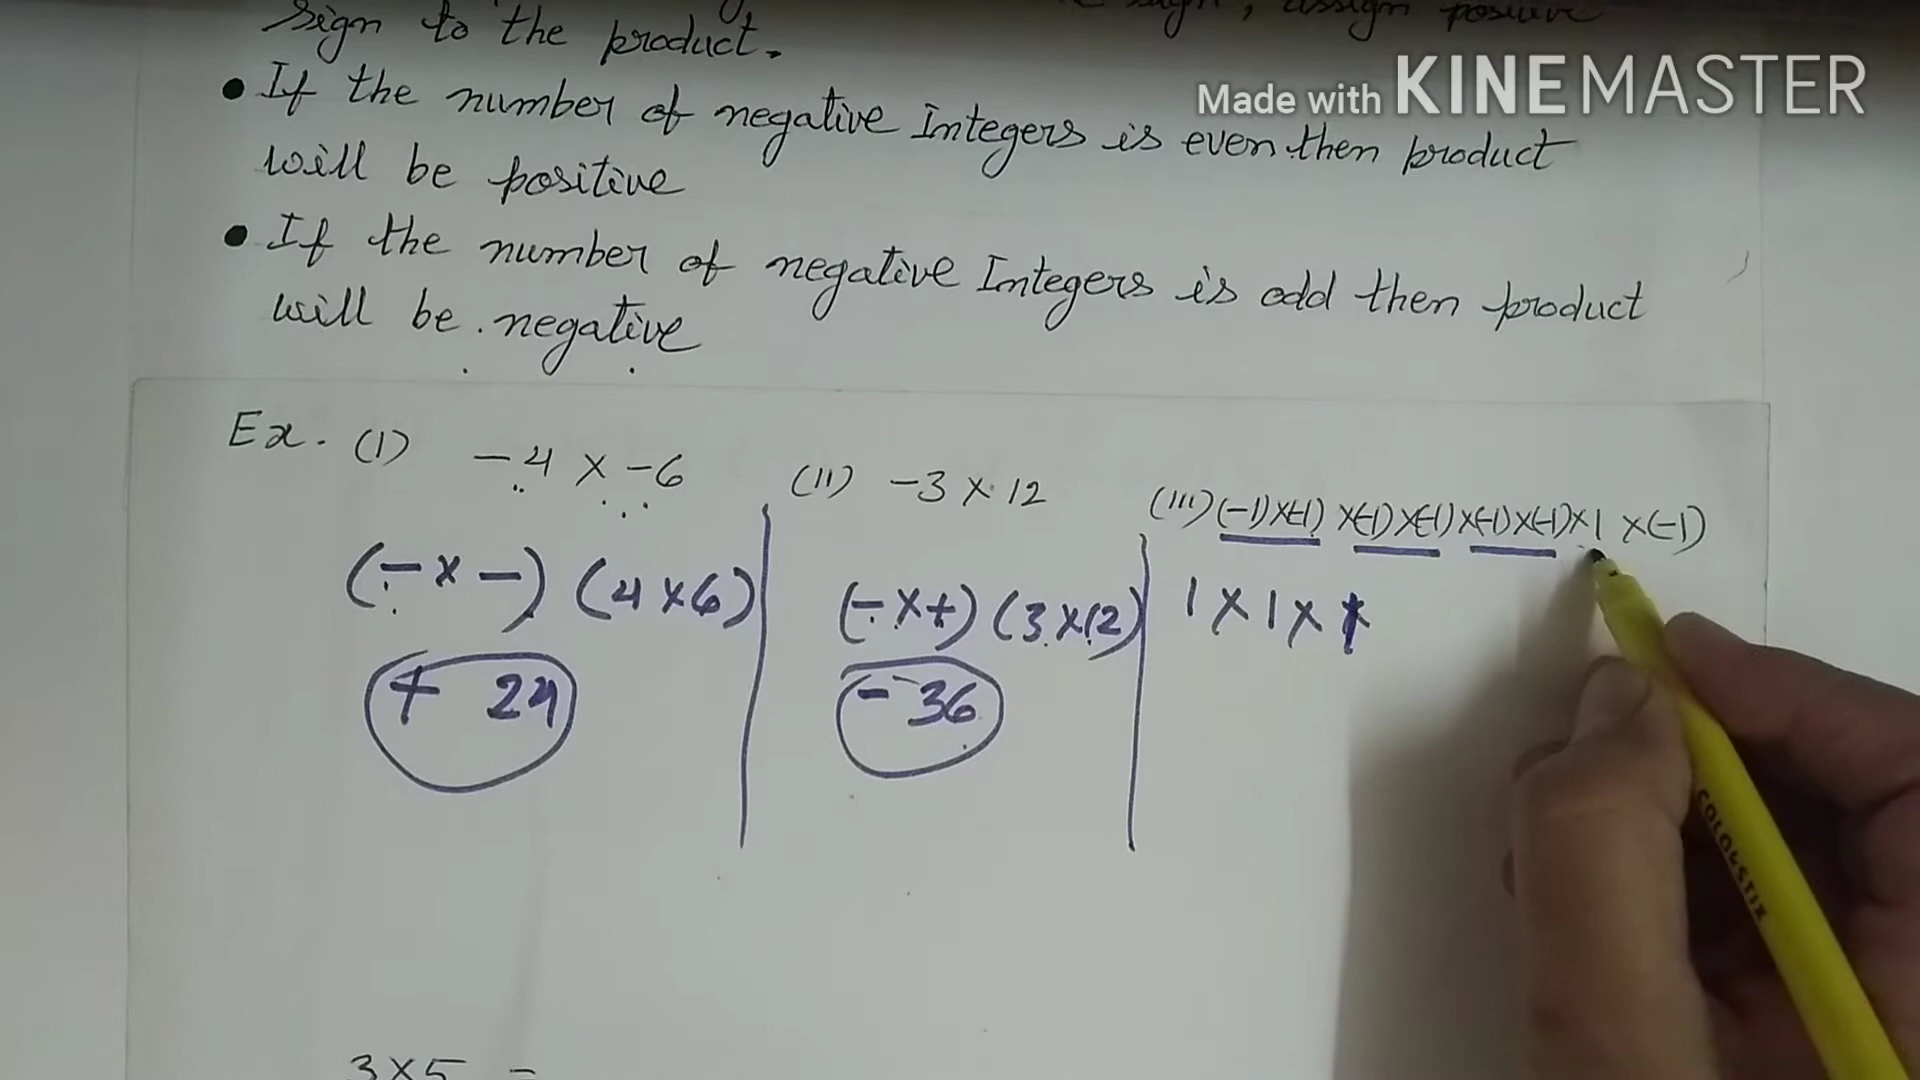 sign to the product.
Made with KINEMASTER
• If the number of negative Integers is even then product
will be positive
• If the number of negative Integers is odd then product
will be negative
Ex. (I) -4 × -6 (II) -3 × 12 (III) (-1)×(-1) ×(-1)×(-1) ×(-1)×(-1)×1 ×(-1)
(- × -) (4 × 6) (- × +) (3 × 12) 1 × 1 × 1
+ 24 - 36
3×5 =
COLORSTIX